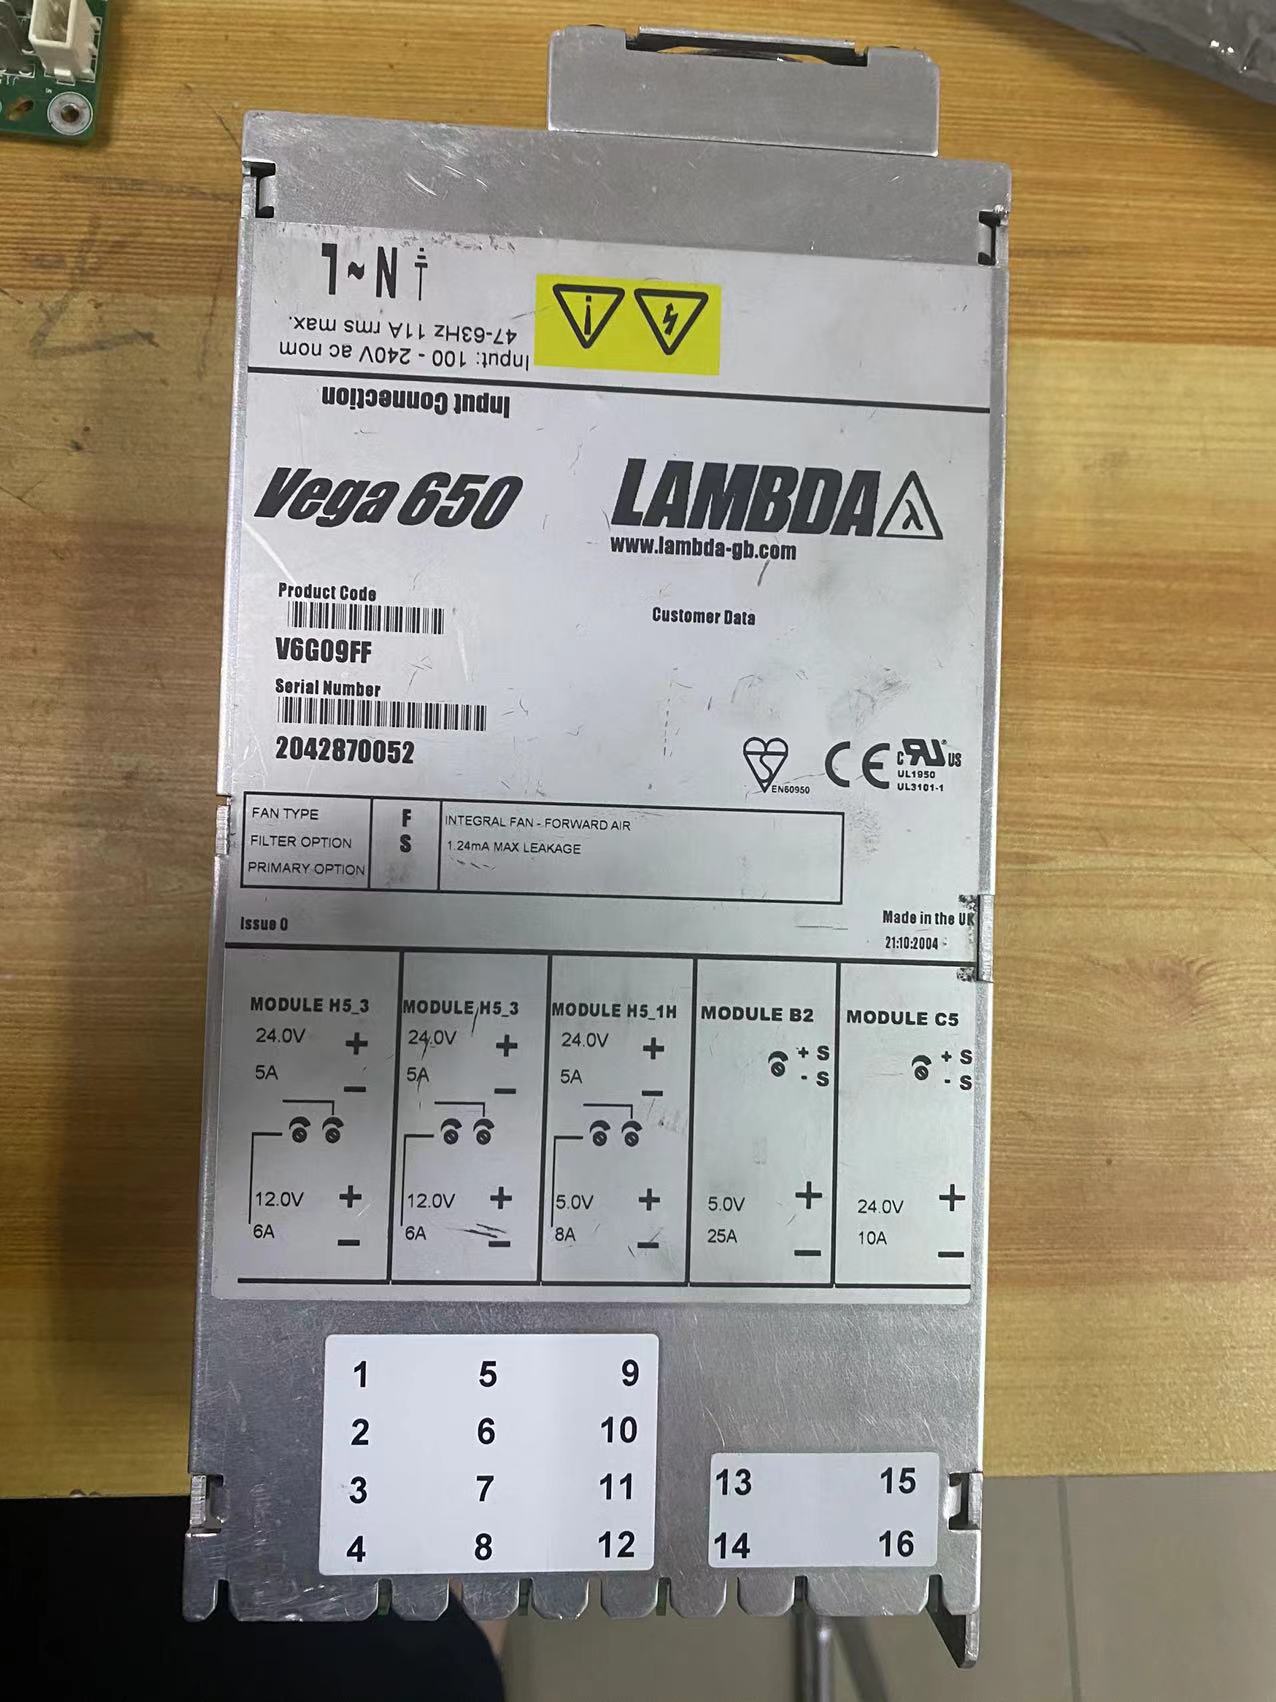 L~N
Input: 100 - 240V ac nom
47-63Hz 11A rms max.
Input Connection
Vega 650
LAMBDA λ
www.lambda-gb.com
Product Code
V6G09FF
Customer Data
Serial Number
2042870052
EN60950
CE
c RU® US
UL1950
UL3101-1
FAN TYPE F INTEGRAL FAN - FORWARD AIR
FILTER OPTION S 1.24mA MAX LEAKAGE
PRIMARY OPTION
Issue 0
Made in the UK
21:10:2004
MODULE H5_3
24.0V +
5A -
12.0V +
6A -
MODULE H5_3
24.0V +
5A -
12.0V +
6A -
MODULE H5_1H
24.0V +
5A -
5.0V +
8A -
MODULE B2
+ S
- S
5.0V +
25A -
MODULE C5
+ S
- S
24.0V +
10A -
1 5 9
2 6 10
3 7 11
4 8 12
13 15
14 16